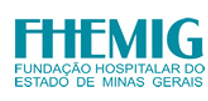 FHEMIG
FUNDAÇÃO HOSPITALAR DO
ESTADO DE MINAS GERAIS